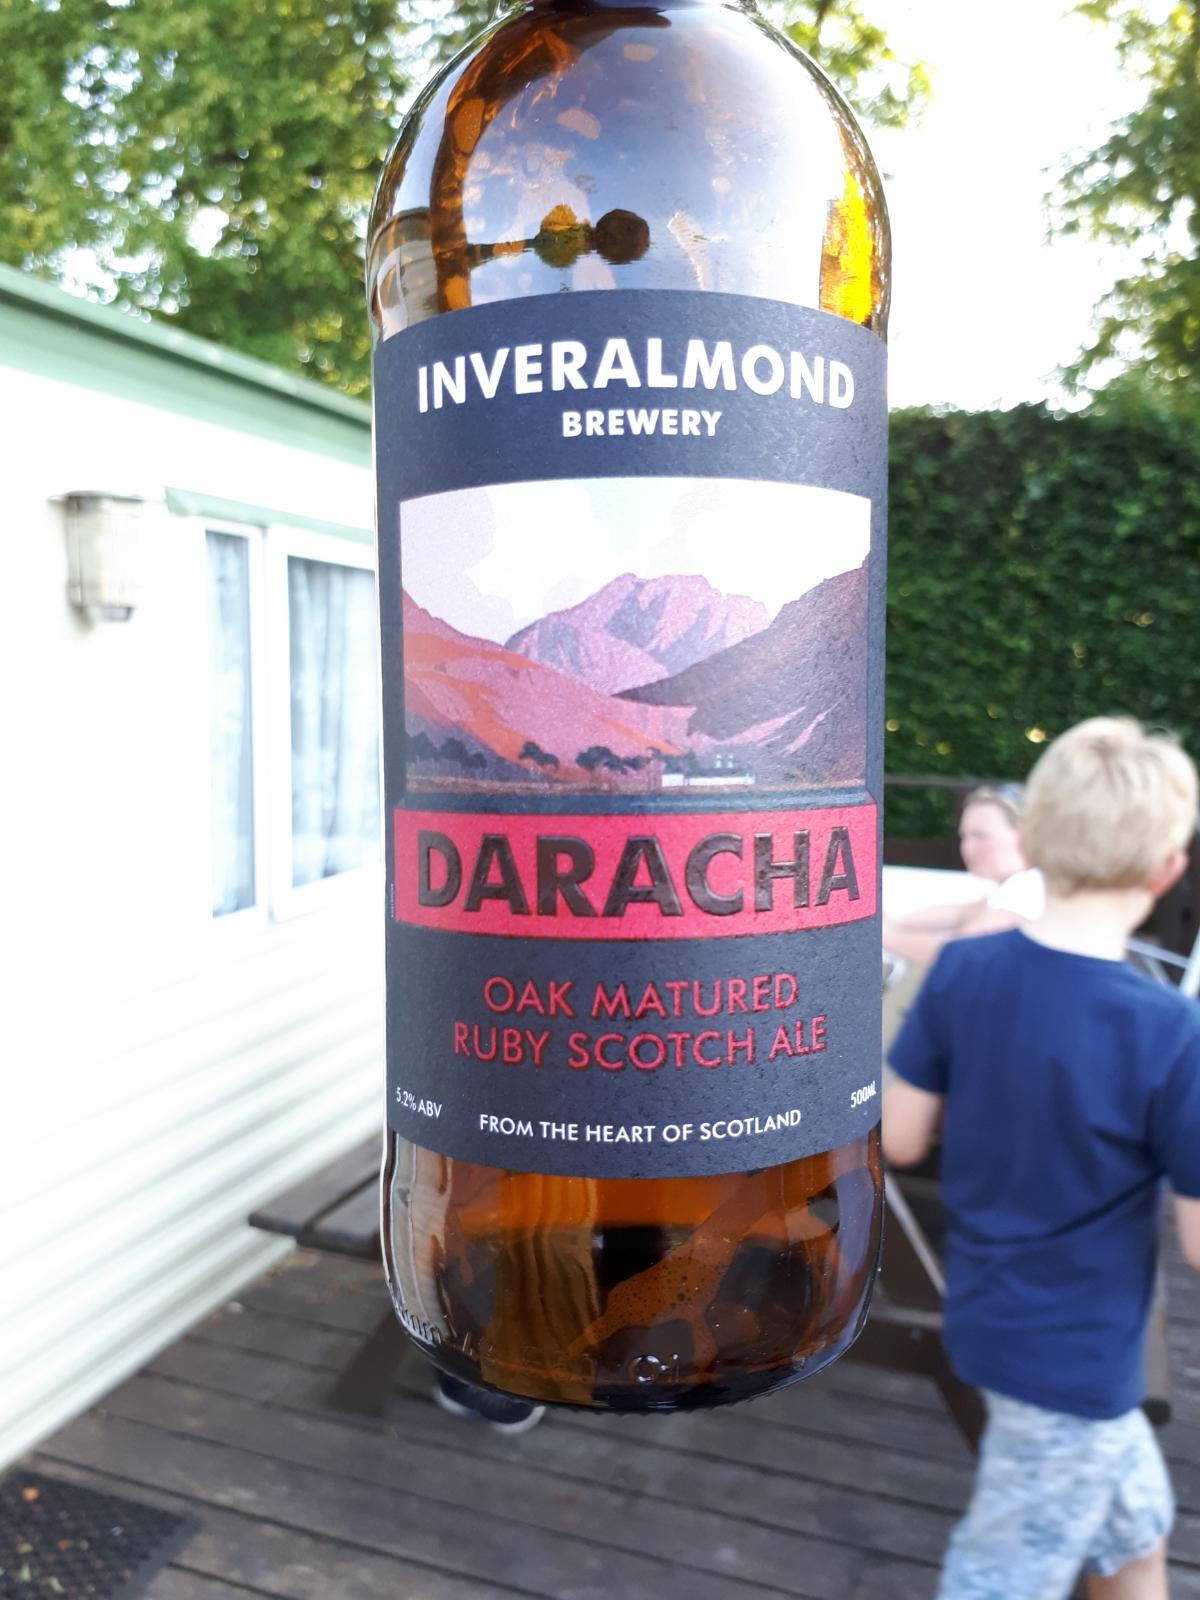 INVERALMOND
BREWERY
DARACHA
OAK MATURED
RUBY SCOTCH ALE
5.2% ABV
FROM THE HEART OF SCOTLAND
500ML